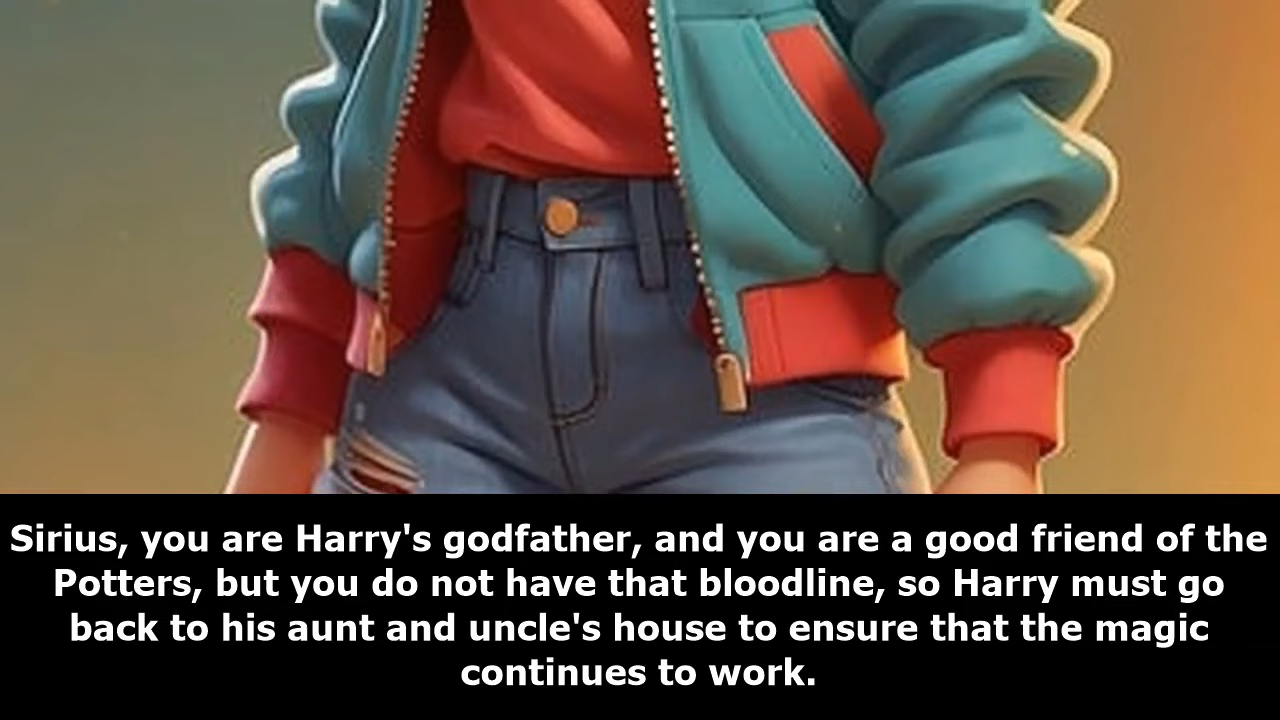 Sirius, you are Harry's godfather, and you are a good friend of the
Potters, but you do not have that bloodline, so Harry must go
back to his aunt and uncle's house to ensure that the magic
continues to work.